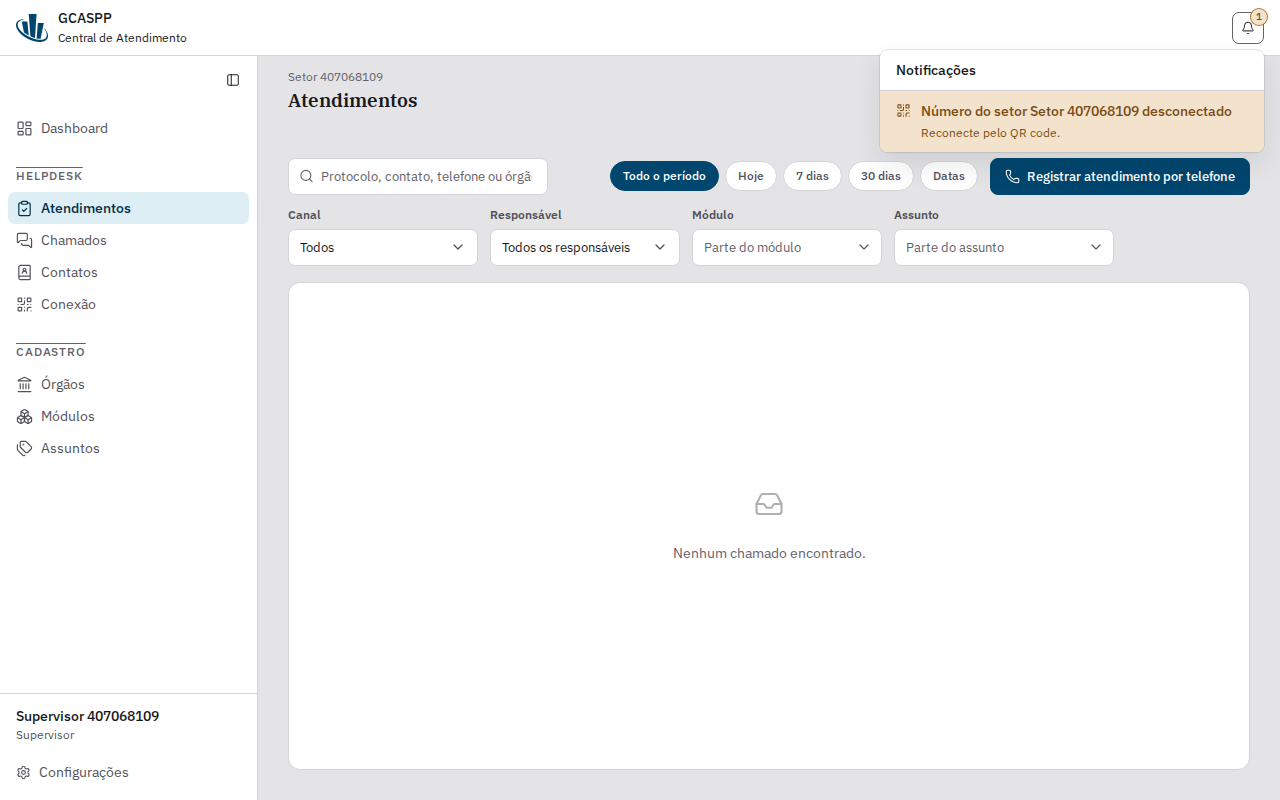 GCASPP
Central de Atendimento
1
Notificações
Número do setor Setor 407068109 desconectado
Reconecte pelo QR code.
Dashboard
HELPDESK
Atendimentos
Chamados
Contatos
Conexão
CADASTRO
Órgãos
Módulos
Assuntos
Supervisor 407068109
Supervisor
Configurações
Setor 407068109
Atendimentos
Protocolo, contato, telefone ou órgã
Todo o período
Hoje
7 dias
30 dias
Datas
Registrar atendimento por telefone
Canal
Responsável
Módulo
Assunto
Todos
Todos os responsáveis
Parte do módulo
Parte do assunto
Nenhum chamado encontrado.